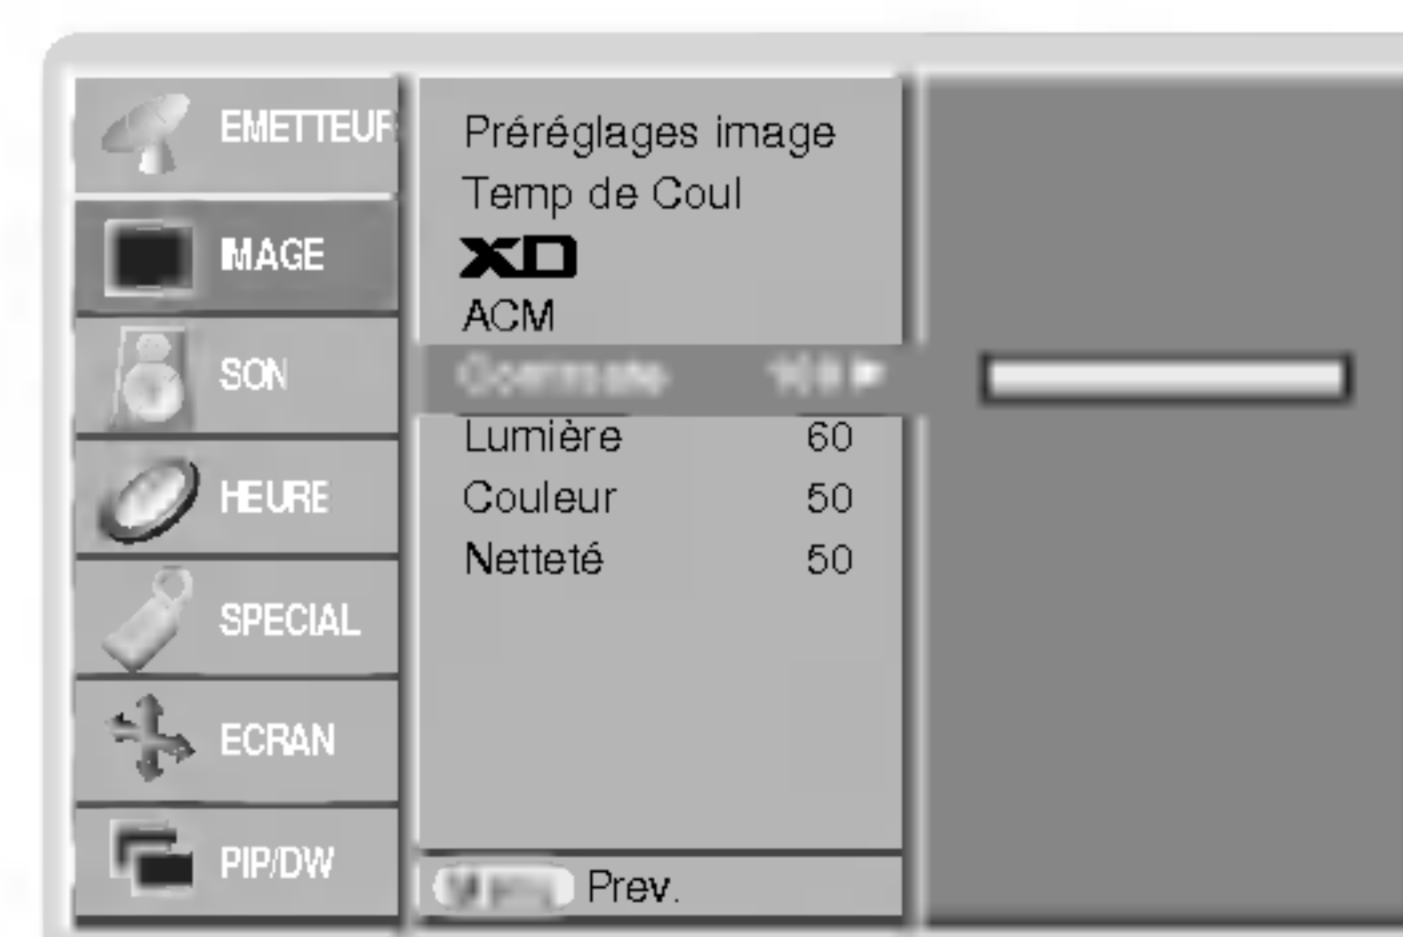 EMETTEUR
IMAGE
SON
HEURE
SPECIAL
ECRAN
PIP/DW
Préréglages image
Temp de Coul
XD
ACM
Lumière 60
Couleur 50
Netteté 50
Prev.